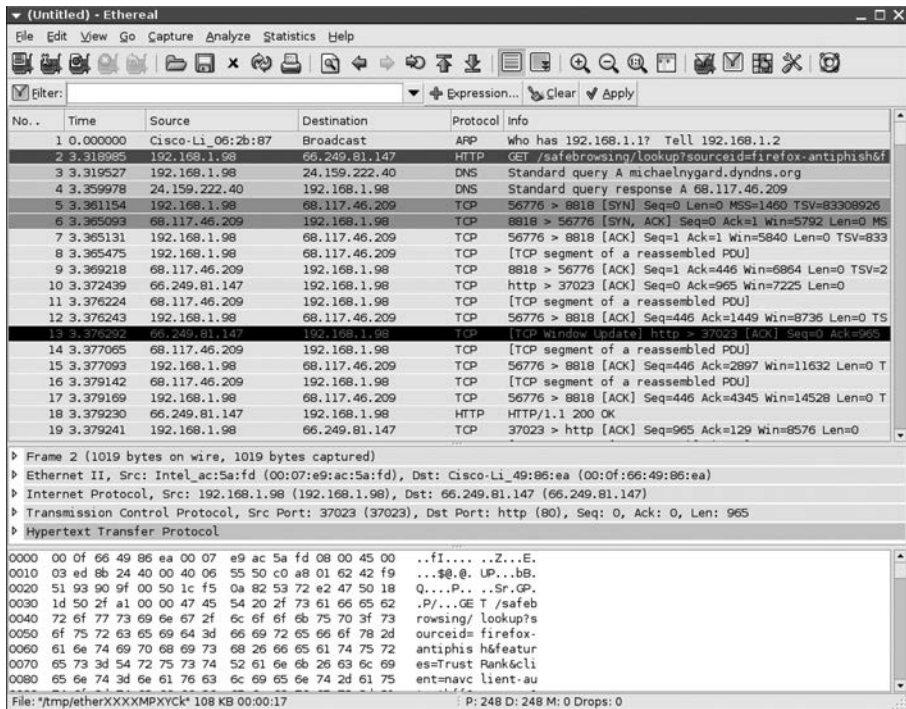 (Untitled) - Ethereal
File Edit View Go Capture Analyze Statistics Help
Filter: Expression... Clear Apply
No. . Time Source Destination Protocol Info
1 0.000000 Cisco-Li_06:2b:87 Broadcast ARP Who has 192.168.1.1? Tell 192.168.1.2
2 3.318985 192.168.1.98 66.249.81.147 HTTP GET /safebrowsing/lookup?sourceid=firefox-antiphish&f
3 3.319527 192.168.1.98 24.159.222.40 DNS Standard query A michaelnygard.dyndns.org
4 3.359978 24.159.222.40 192.168.1.98 DNS Standard query response A 68.117.46.209
5 3.361154 192.168.1.98 68.117.46.209 TCP 56776 > 8818 [SYN] Seq=0 Len=0 MSS=1460 TSV=83308926
6 3.365093 68.117.46.209 192.168.1.98 TCP 8818 > 56776 [SYN, ACK] Seq=0 Ack=1 Win=5792 Len=0 MS
7 3.365131 192.168.1.98 68.117.46.209 TCP 56776 > 8818 [ACK] Seq=1 Ack=1 Win=5840 Len=0 TSV=833
8 3.365475 192.168.1.98 68.117.46.209 TCP [TCP segment of a reassembled PDU]
9 3.369218 68.117.46.209 192.168.1.98 TCP 8818 > 56776 [ACK] Seq=1 Ack=446 Win=6864 Len=0 TSV=2
10 3.372439 66.249.81.147 192.168.1.98 TCP http > 37023 [ACK] Seq=0 Ack=965 Win=7225 Len=0
11 3.376224 68.117.46.209 192.168.1.98 TCP [TCP segment of a reassembled PDU]
12 3.376243 192.168.1.98 68.117.46.209 TCP 56776 > 8818 [ACK] Seq=446 Ack=1449 Win=8736 Len=0 TS
13 3.376292 66.249.81.147 192.168.1.98 TCP [TCP Window Update] http > 37023 [ACK] Seq=0 Ack=965
14 3.377065 68.117.46.209 192.168.1.98 TCP [TCP segment of a reassembled PDU]
15 3.377093 192.168.1.98 68.117.46.209 TCP 56776 > 8818 [ACK] Seq=446 Ack=2897 Win=11632 Len=0 T
16 3.379142 68.117.46.209 192.168.1.98 TCP [TCP segment of a reassembled PDU]
17 3.379169 192.168.1.98 68.117.46.209 TCP 56776 > 8818 [ACK] Seq=446 Ack=4345 Win=14528 Len=0 T
18 3.379230 66.249.81.147 192.168.1.98 HTTP HTTP/1.1 200 OK
19 3.379241 192.168.1.98 66.249.81.147 TCP 37023 > http [ACK] Seq=965 Ack=129 Win=8576 Len=0
Frame 2 (1019 bytes on wire, 1019 bytes captured)
Ethernet II, Src: Intel_ac:5a:fd (00:07:e9:ac:5a:fd), Dst: Cisco-Li_49:86:ea (00:0f:66:49:86:ea)
Internet Protocol, Src: 192.168.1.98 (192.168.1.98), Dst: 66.249.81.147 (66.249.81.147)
Transmission Control Protocol, Src Port: 37023 (37023), Dst Port: http (80), Seq: 0, Ack: 0, Len: 965
Hypertext Transfer Protocol
0000 00 0f 66 49 86 ea 00 07 e9 ac 5a fd 08 00 45 00 ..fI.... ..Z...E.
0010 03 ed 8b 24 40 00 40 06 55 50 c0 a8 01 62 42 f9 ...$@.@. UP...bB.
0020 51 93 90 9f 00 50 1c f5 0a 82 53 72 e2 47 50 18 Q....P.. ..Sr.GP.
0030 1d 50 2f a1 00 00 47 45 54 20 2f 73 61 66 65 62 .P/...GE T /safeb
0040 72 6f 77 73 69 6e 67 2f 6c 6f 6f 6b 75 70 3f 73 rowsing/ lookup?s
0050 6f 75 72 63 65 69 64 3d 66 69 72 65 66 6f 78 2d ourceid= firefox-
0060 61 6e 74 69 70 68 69 73 68 26 66 65 61 74 75 72 antiphis h&featur
0070 65 73 3d 54 72 75 73 74 52 61 6e 6b 26 63 6c 69 es=Trust Rank&cli
0080 65 6e 74 3d 6e 61 76 63 6c 69 65 6e 74 2d 61 75 ent=navc lient-au
File: "/tmp/etherXXXXMPXYCk" 108 KB 00:00:17 P: 248 D: 248 M: 0 Drops: 0